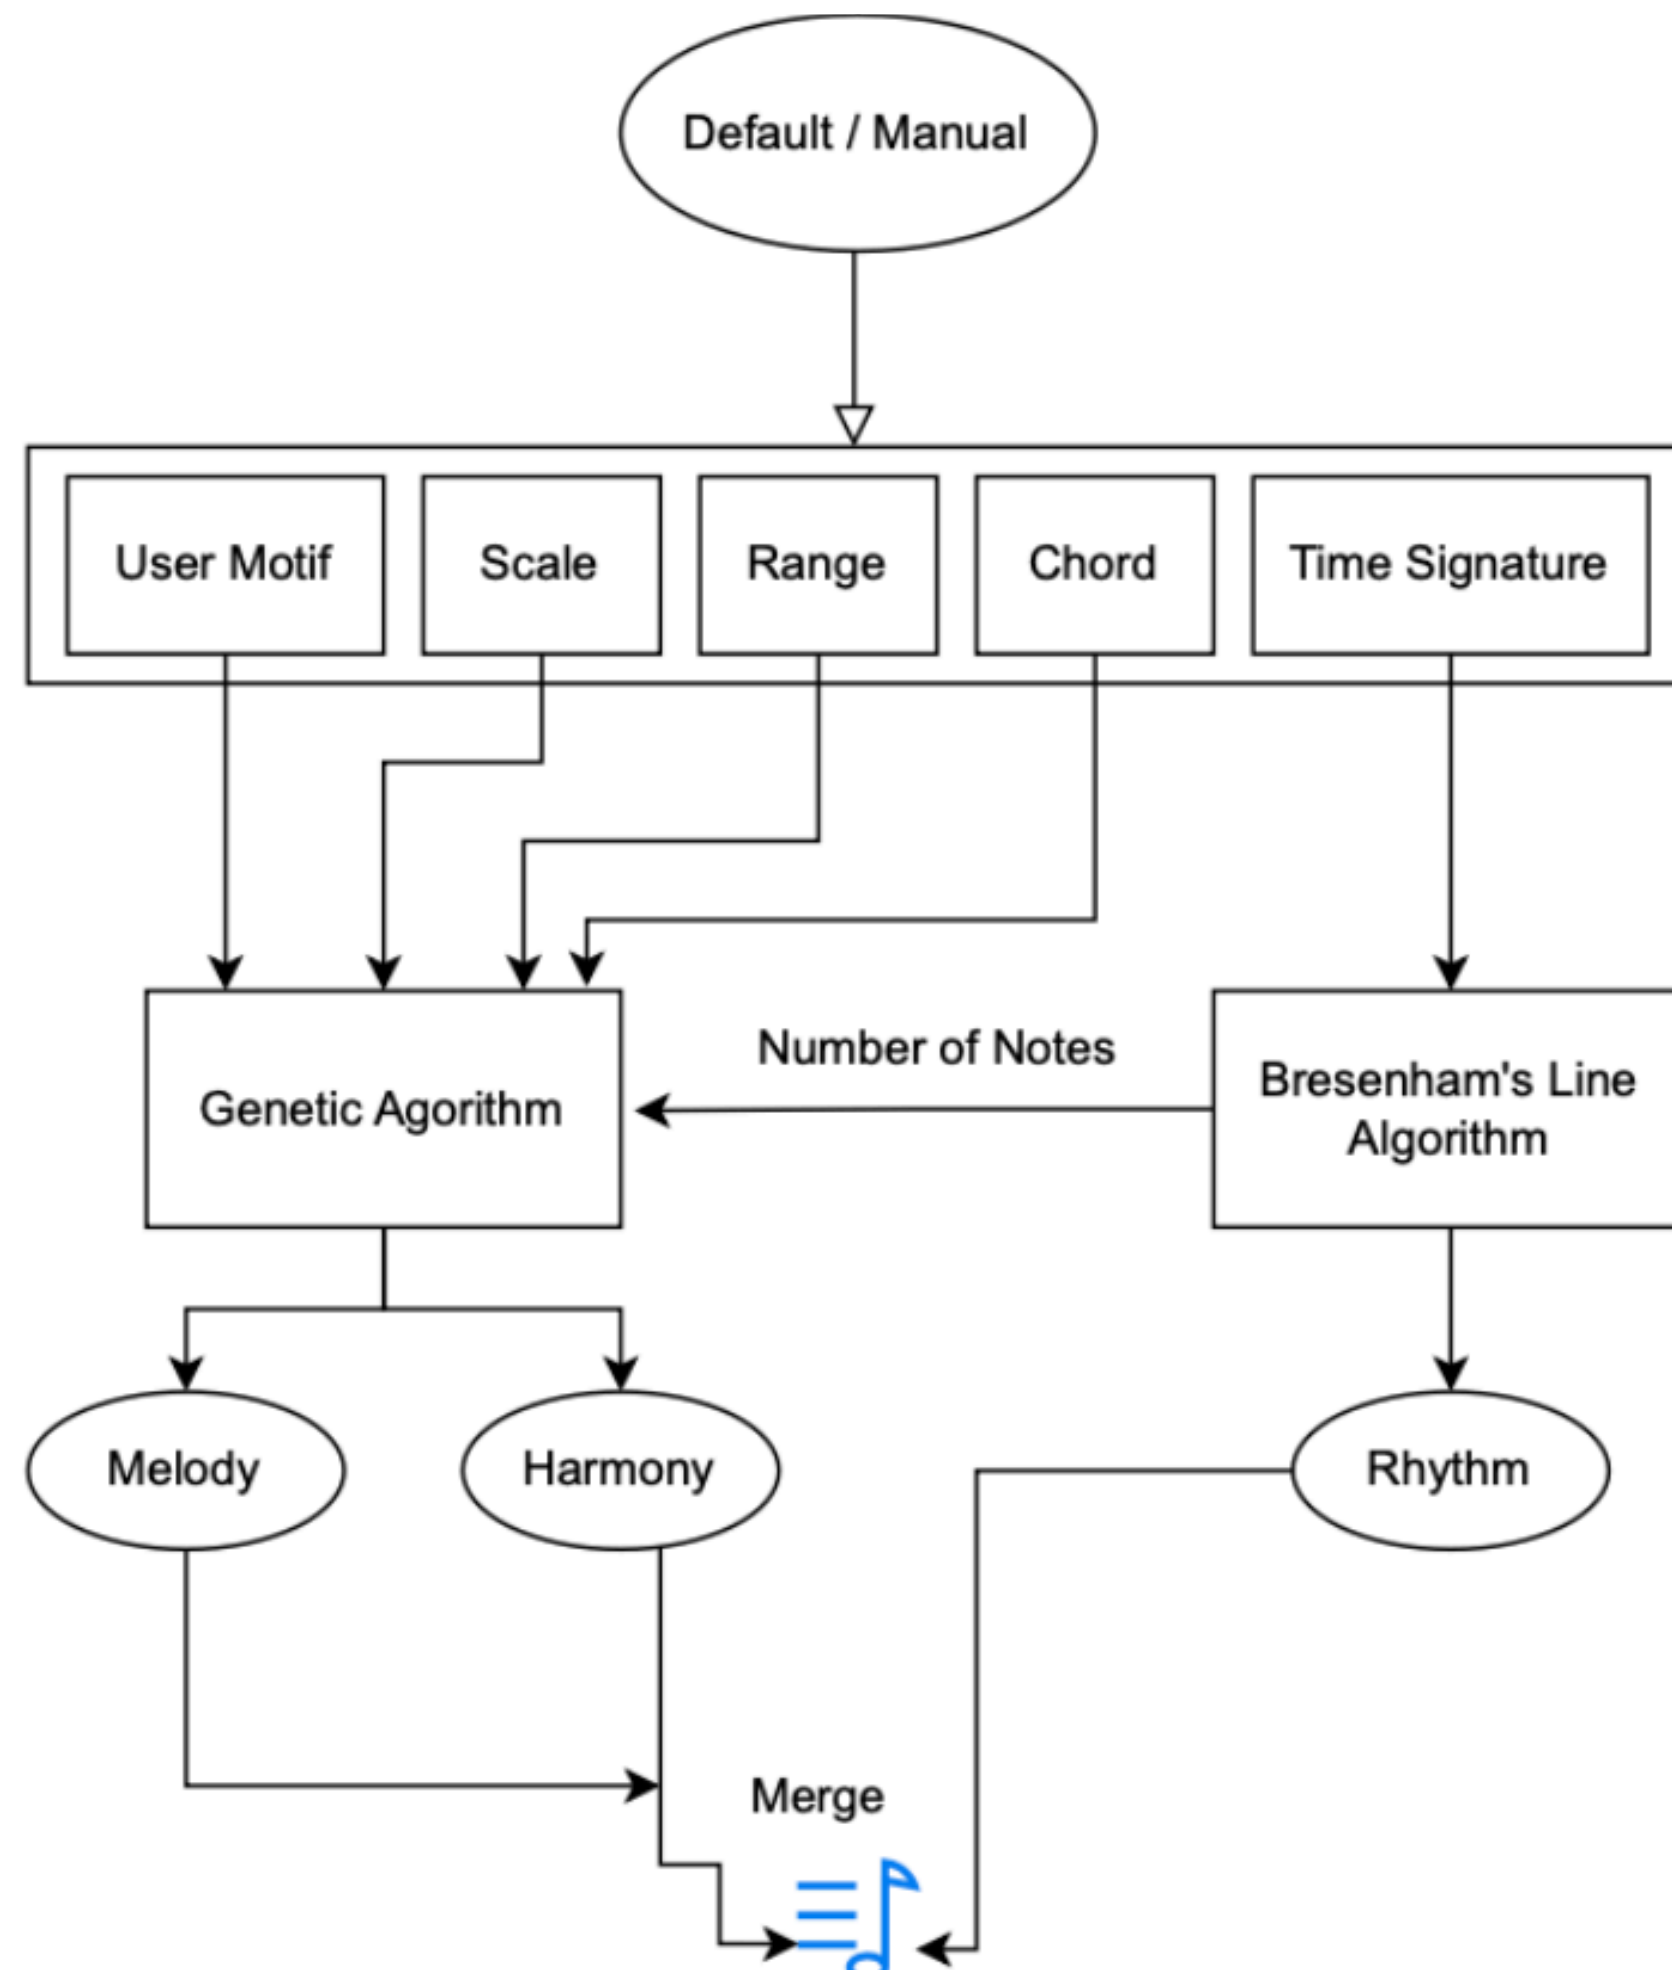 Default / Manual
User Motif
Scale
Range
Chord
Time Signature
Number of Notes
Genetic Agorithm
Bresenham's Line
Algorithm
Melody
Harmony
Rhythm
Merge